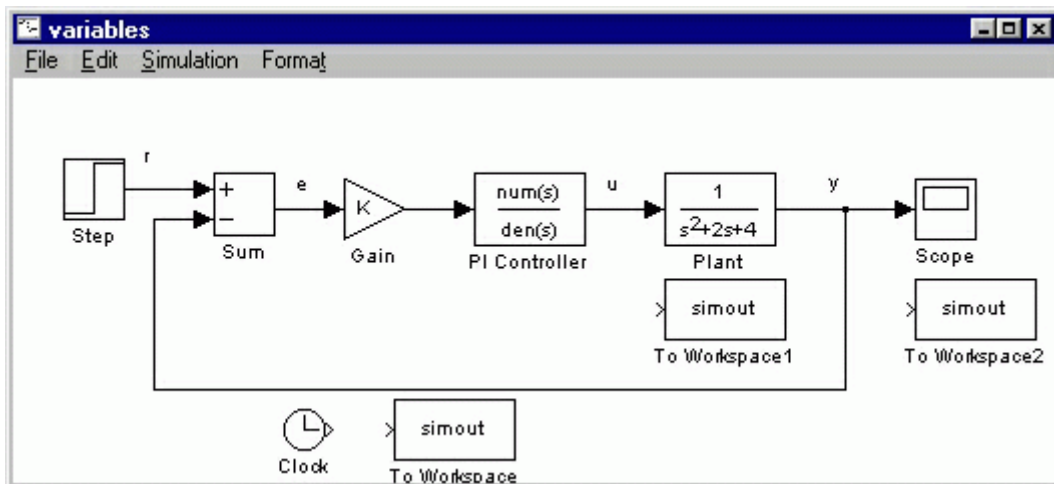 variables
File Edit Simulation Format
r
Step
+
−
Sum
e
K
Gain
num(s)
den(s)
PI Controller
u
1
s²+2s+4
Plant
y
Scope
simout
To Workspace1
simout
To Workspace2
Clock
simout
To Workspace